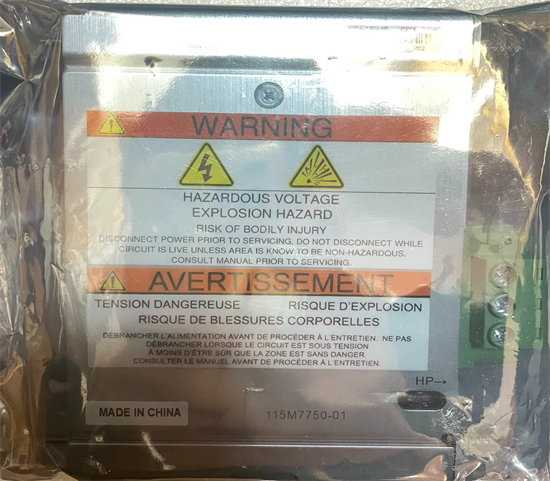 WARNING
HAZARDOUS VOLTAGE
EXPLOSION HAZARD
RISK OF BODILY INJURY
DISCONNECT POWER PRIOR TO SERVICING. DO NOT DISCONNECT WHILE
CIRCUIT IS LIVE UNLESS AREA IS KNOW TO BE NON-HAZARDOUS.
CONSULT MANUAL PRIOR TO SERVICING.
AVERTISSEMENT
TENSION DANGEREUSE RISQUE D'EXPLOSION
RISQUE DE BLESSURES CORPORELLES
DÉBRANCHER L'ALIMENTATION AVANT DE PROCÉDER À L'ENTRETIEN. NE PAS
DÉBRANCHER LORSQUE LE CIRCUIT EST SOUS TENSION
À MOINS D'ÊTRE SÛR QUE LA ZONE EST SANS DANGER.
CONSULTER LE MANUEL AVANT DE PROCÉDER À L'ENTRETIEN.
HP→
MADE IN CHINA
115M7750-01